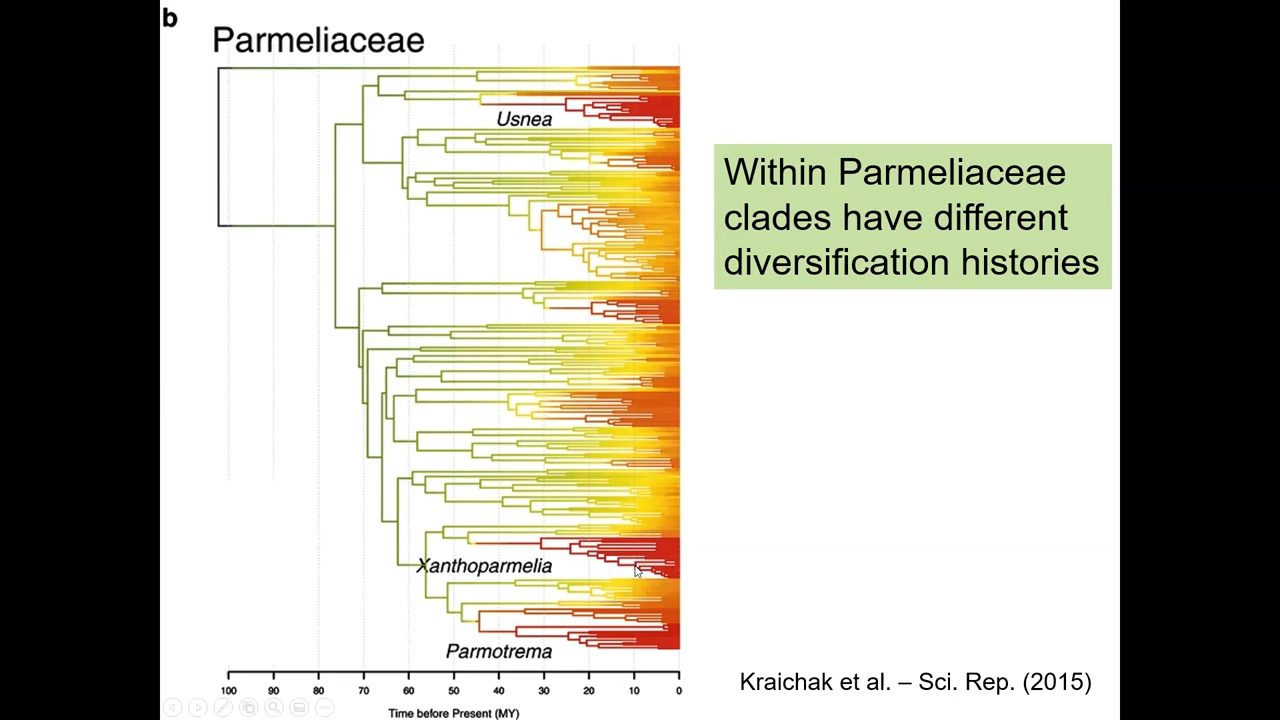 b
Parmeliaceae
Usnea
Within Parmeliaceae
clades have different
diversification histories
Xanthoparmelia
Parmotrema
100 90 80 70 60 50 40 30 20 10 0
Time before Present (MY)
Kraichak et al. – Sci. Rep. (2015)